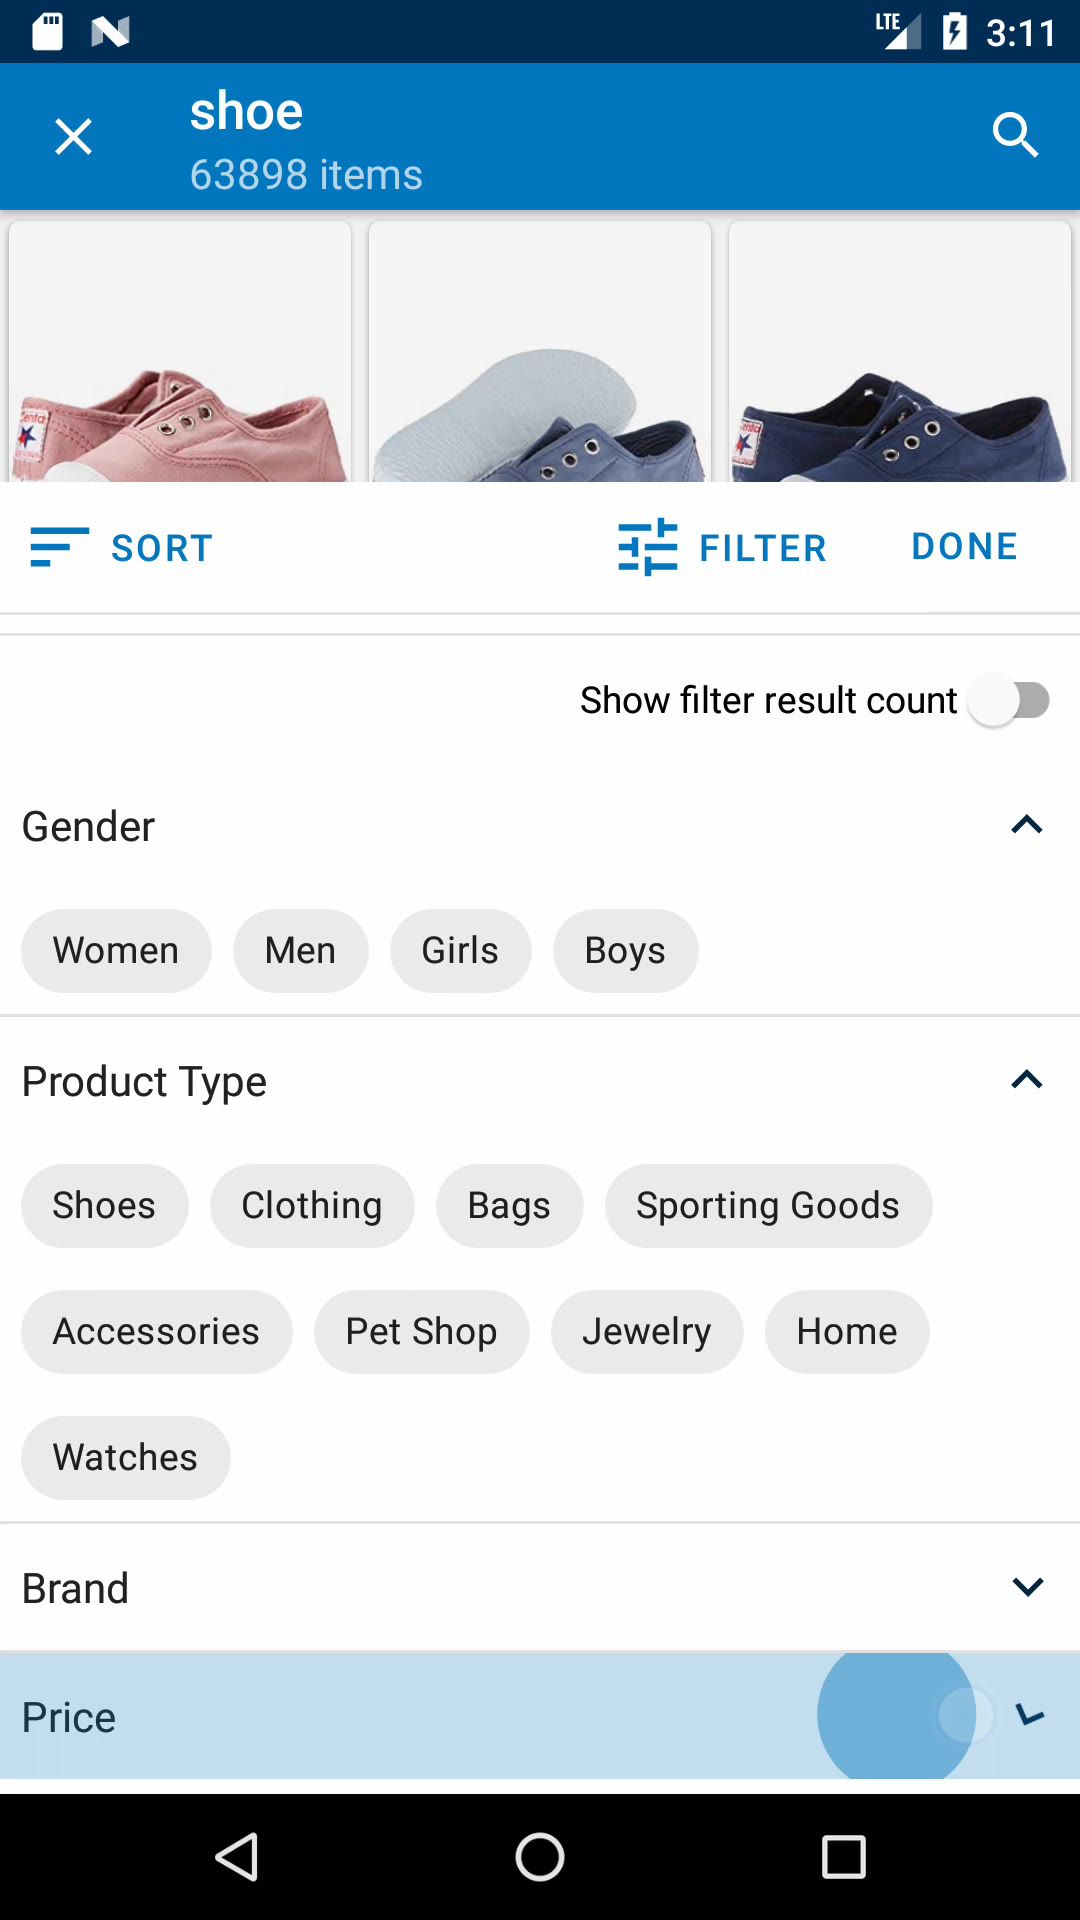 LTE 3:11
shoe
63898 items
SORT FILTER DONE
Show filter result count
Gender
Women Men Girls Boys
Product Type
Shoes Clothing Bags Sporting Goods
Accessories Pet Shop Jewelry Home
Watches
Brand
Price